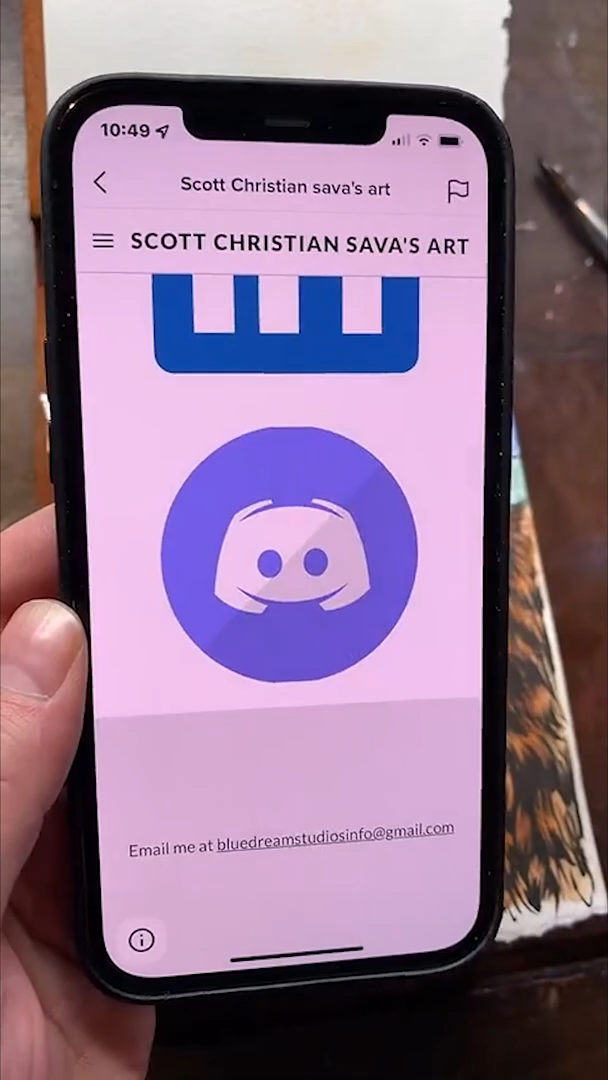 10:49
Scott Christian sava's art
SCOTT CHRISTIAN SAVA'S ART
Email me at bluedreamstudiosinfo@gmail.com